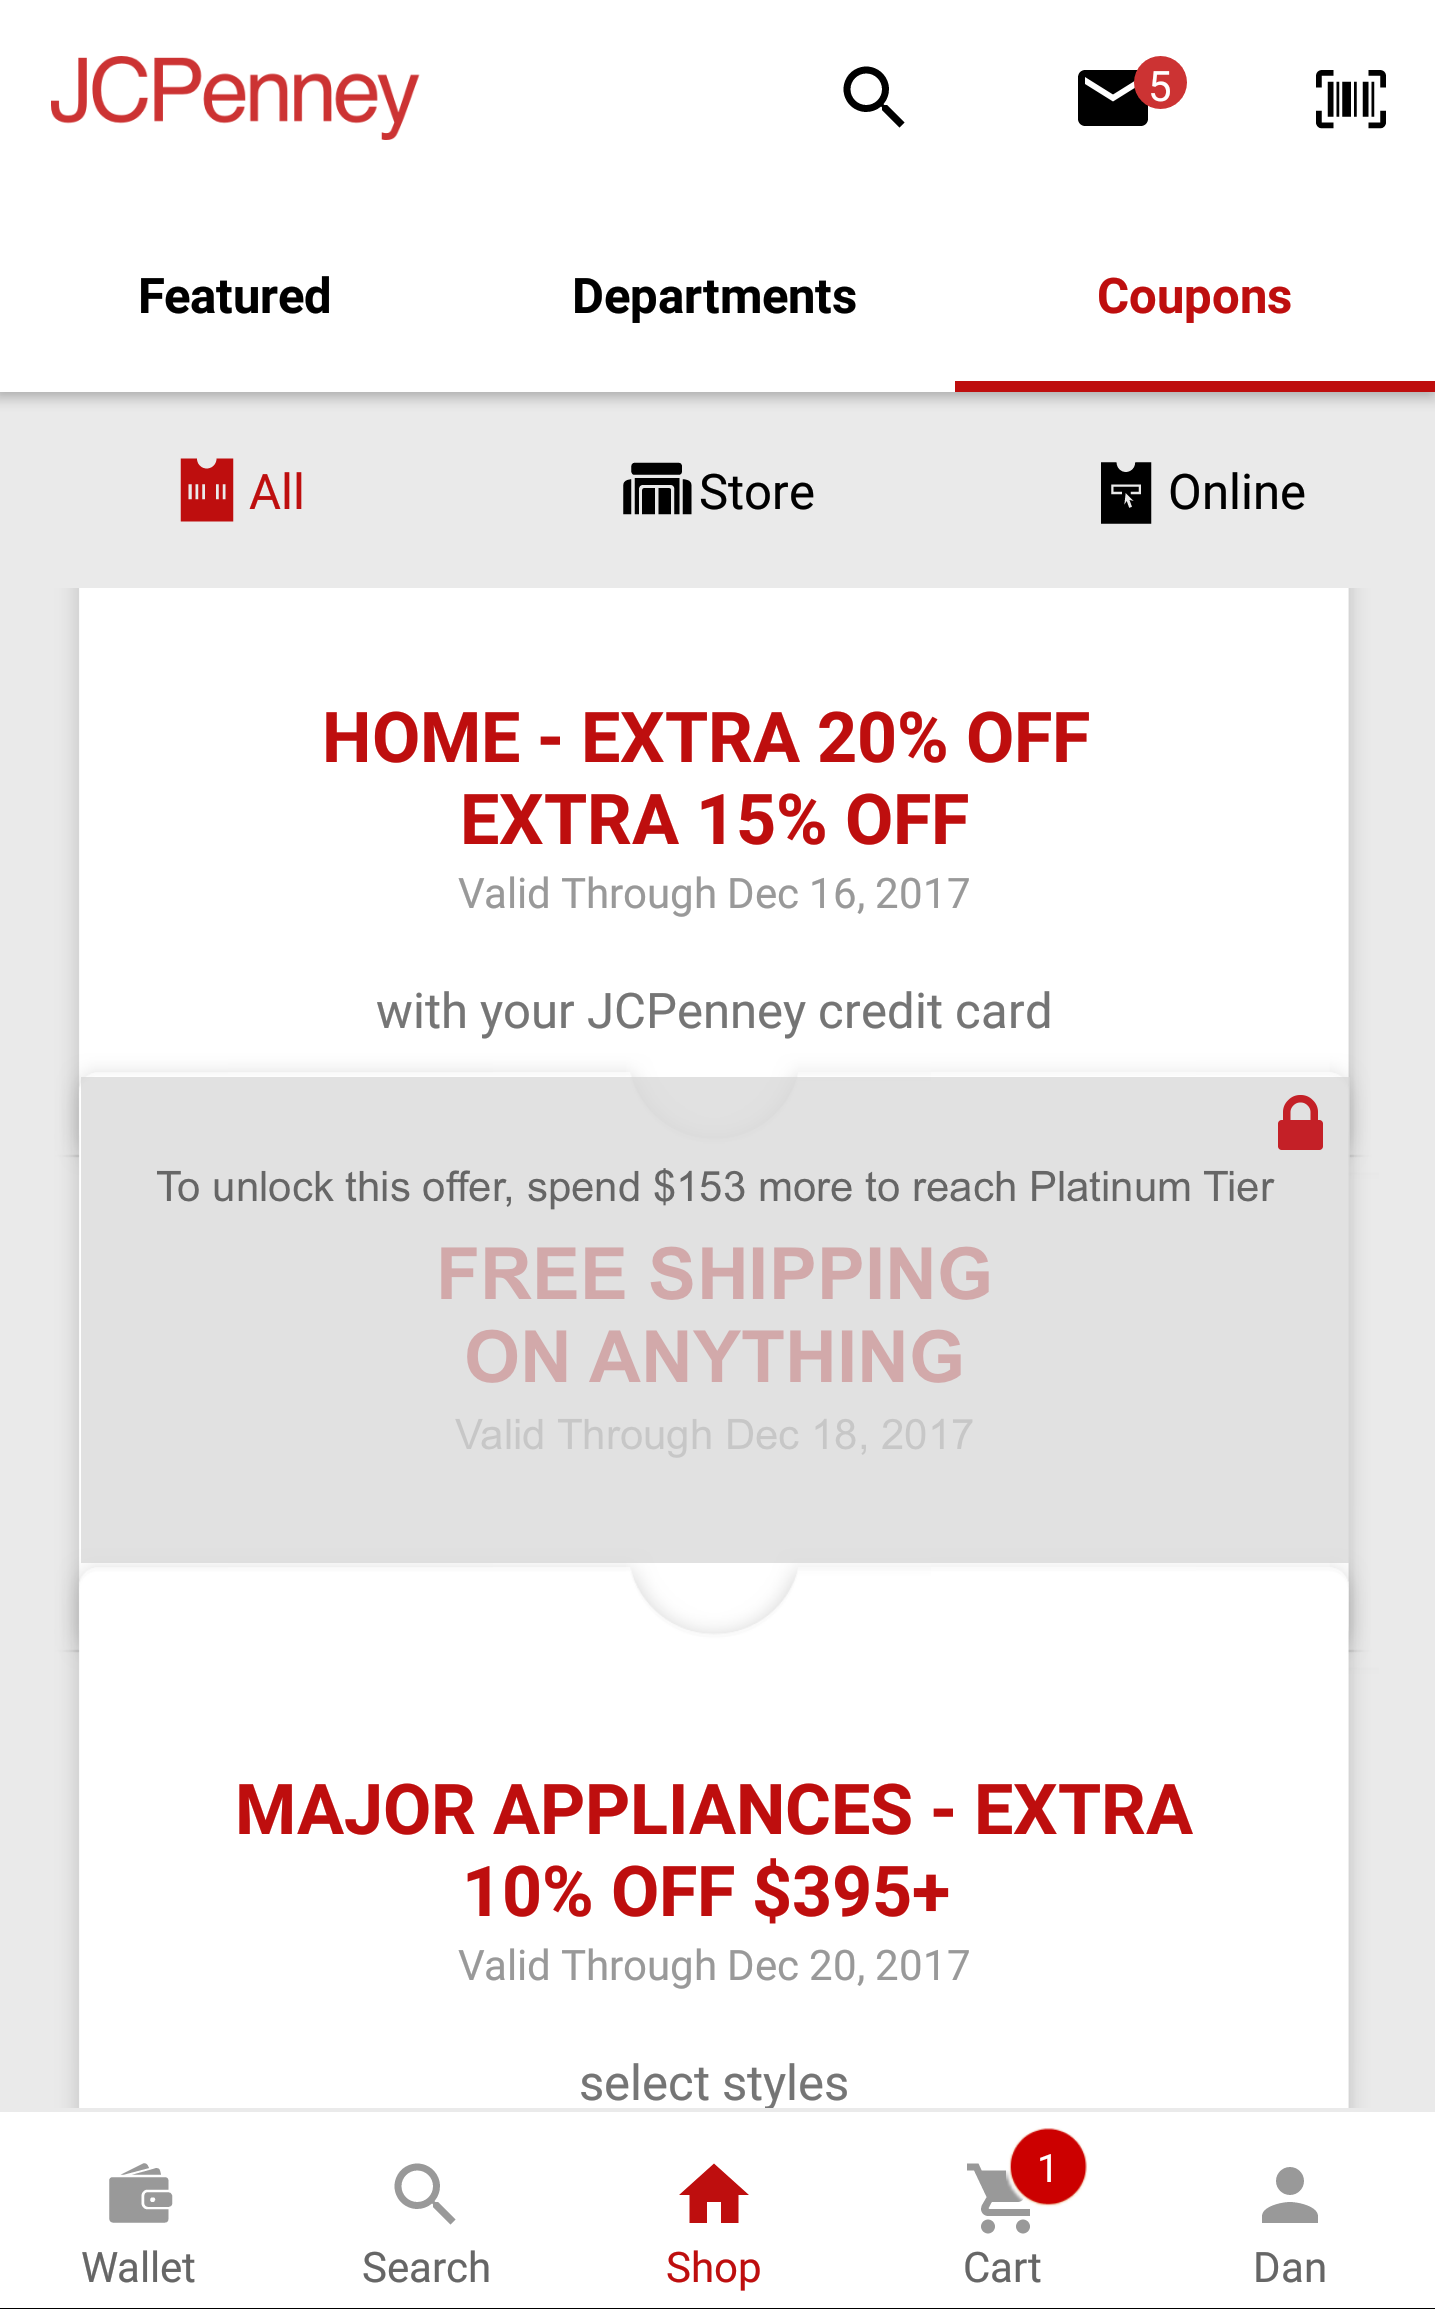 JCPenney
5
Featured
Departments
Coupons
All
Store
Online
HOME - EXTRA 20% OFF
EXTRA 15% OFF
Valid Through Dec 16, 2017
with your JCPenney credit card
To unlock this offer, spend $153 more to reach Platinum Tier
FREE SHIPPING
ON ANYTHING
Valid Through Dec 18, 2017
MAJOR APPLIANCES - EXTRA
10% OFF $395+
Valid Through Dec 20, 2017
select styles
1
Wallet
Search
Shop
Cart
Dan